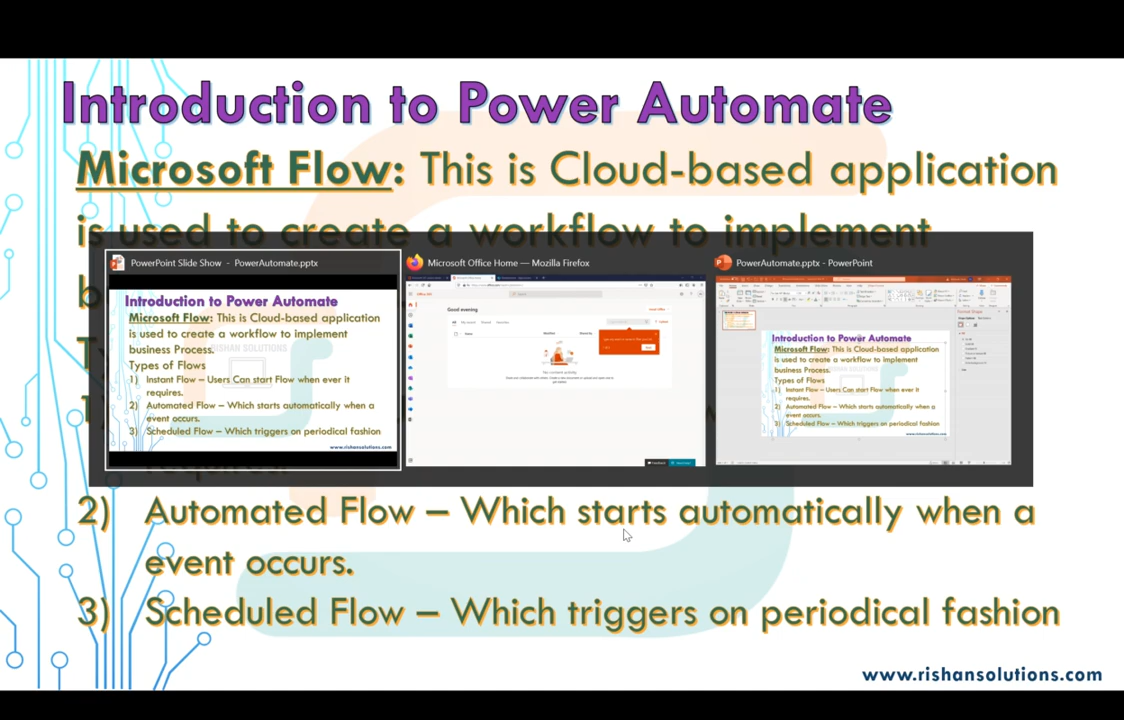 Introduction to Power Automate
Microsoft Flow: This is Cloud-based application
is used to create a workflow to implement
PowerPoint Slide Show - PowerAutomate.pptx
Microsoft Office Home — Mozilla Firefox
PowerAutomate.pptx - PowerPoint
Introduction to Power Automate
Microsoft Flow: This is Cloud-based application
is used to create a workflow to implement
business Process.
RISHAN SOLUTIONS
Types of Flows
1) Instant Flow – Users Can start Flow when ever it
requires.
2) Automated Flow – Which starts automatically when a
event occurs.
3) Scheduled Flow – Which triggers on periodical fashion
www.rishansolutions.com
Good evening
Introduction to Power Automate
Microsoft Flow: This is Cloud-based application
is used to create a workflow to implement
business Process.
Types of Flows
1) Instant Flow – Users Can start Flow when ever it
requires.
2) Automated Flow – Which starts automatically when a
event occurs.
3) Scheduled Flow – Which triggers on periodical fashion
www.rishansolutions.com
2) Automated Flow – Which starts automatically when a
event occurs.
3) Scheduled Flow – Which triggers on periodical fashion
www.rishansolutions.com